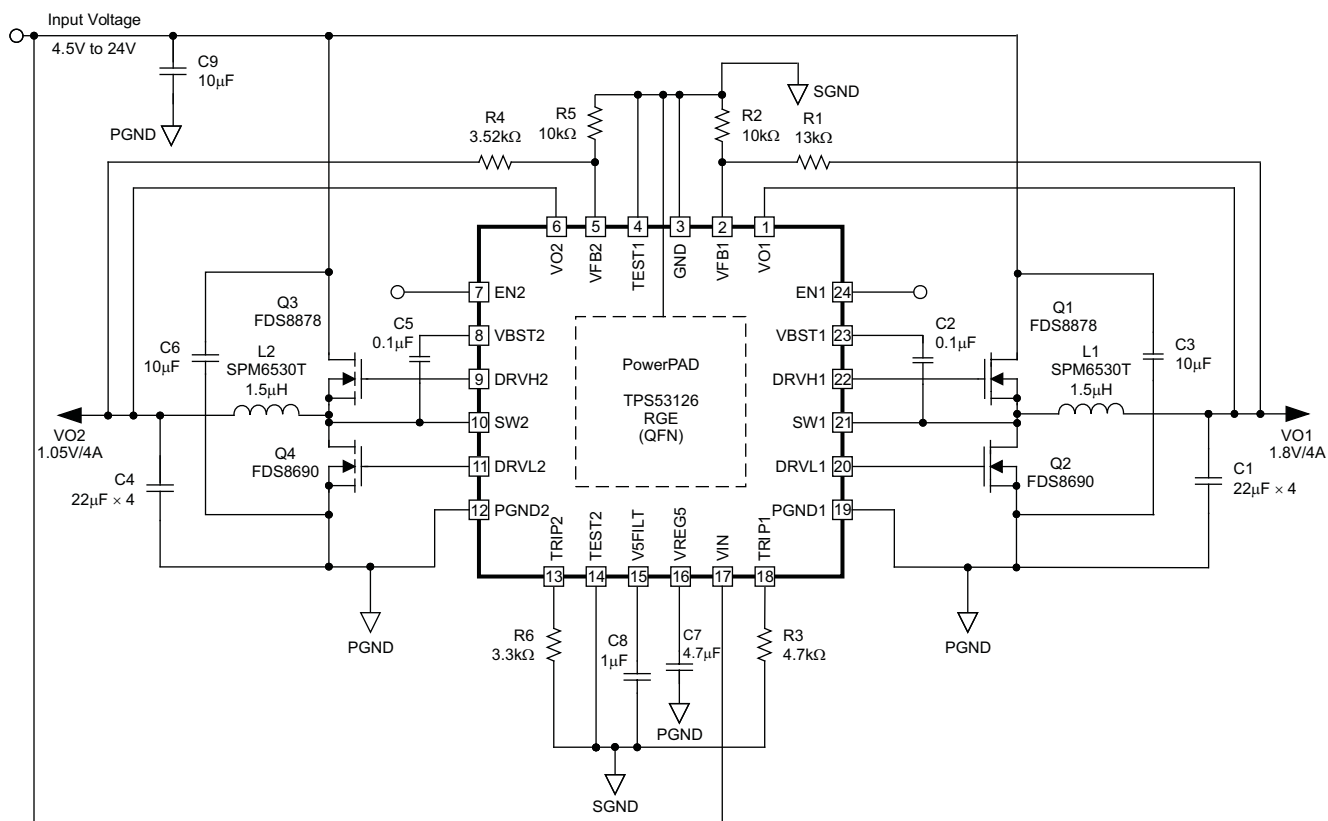 Input Voltage
4.5V to 24V
C9
10μF
PGND
SGND
R4
3.52kΩ
R5
10kΩ
R2
10kΩ
R1
13kΩ
6
5
4
3
2
1
VO2
VFB2
TEST1
GND
VFB1
VO1
7
EN2
EN1
24
8
VBST2
VBST1
23
9
DRVH2
DRVH1
22
10
SW2
SW1
21
11
DRVL2
DRVL1
20
12
PGND2
PGND1
19
PowerPAD
TPS53126
RGE
(QFN)
Q3
FDS8878
C5
0.1μF
C6
10μF
L2
SPM6530T
1.5μH
VO2
1.05V/4A
Q4
FDS8690
C4
22μF × 4
C2
0.1μF
Q1
FDS8878
C3
10μF
L1
SPM6530T
1.5μH
VO1
1.8V/4A
Q2
FDS8690
C1
22μF × 4
TRIP2
TEST2
V5FILT
VREG5
VIN
TRIP1
13
14
15
16
17
18
PGND
PGND
R6
3.3kΩ
C8
1μF
C7
4.7μF
R3
4.7kΩ
PGND
SGND